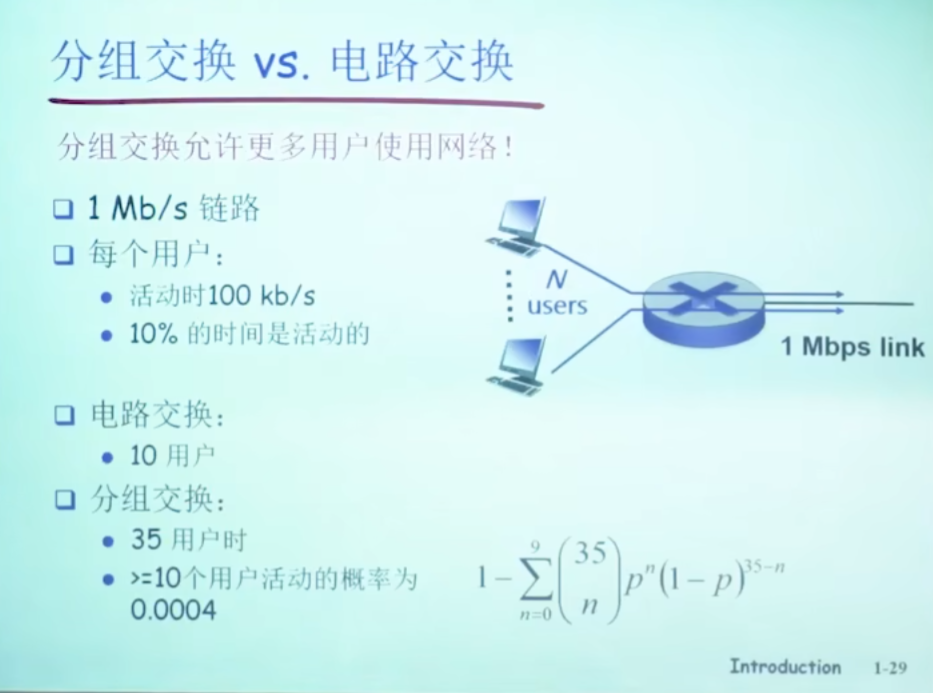 分组交换 vs. 电路交换
分组交换允许更多用户使用网络！
1 Mb/s 链路
每个用户：
活动时100 kb/s
10% 的时间是活动的
N
users
1 Mbps link
电路交换：
10 用户
分组交换：
35 用户时
>=10个用户活动的概率为
0.0004
1 − ∑_{n=0}^{9} \binom{35}{n} p^n (1 − p)^{35−n}
Introduction 1-29